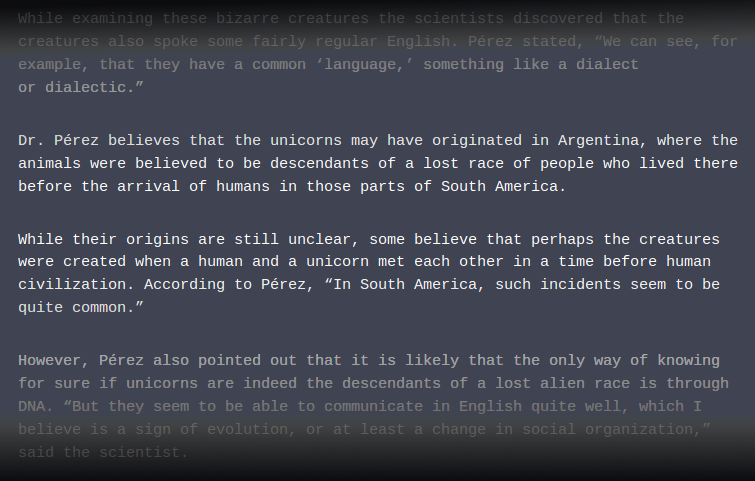 While examining these bizarre creatures the scientists discovered that the
creatures also spoke some fairly regular English. Pérez stated, “We can see, for
example, that they have a common ‘language,’ something like a dialect
or dialectic.”
Dr. Pérez believes that the unicorns may have originated in Argentina, where the
animals were believed to be descendants of a lost race of people who lived there
before the arrival of humans in those parts of South America.
While their origins are still unclear, some believe that perhaps the creatures
were created when a human and a unicorn met each other in a time before human
civilization. According to Pérez, “In South America, such incidents seem to be
quite common.”
However, Pérez also pointed out that it is likely that the only way of knowing
for sure if unicorns are indeed the descendants of a lost alien race is through
DNA. “But they seem to be able to communicate in English quite well, which I
believe is a sign of evolution, or at least a change in social organization,”
said the scientist.